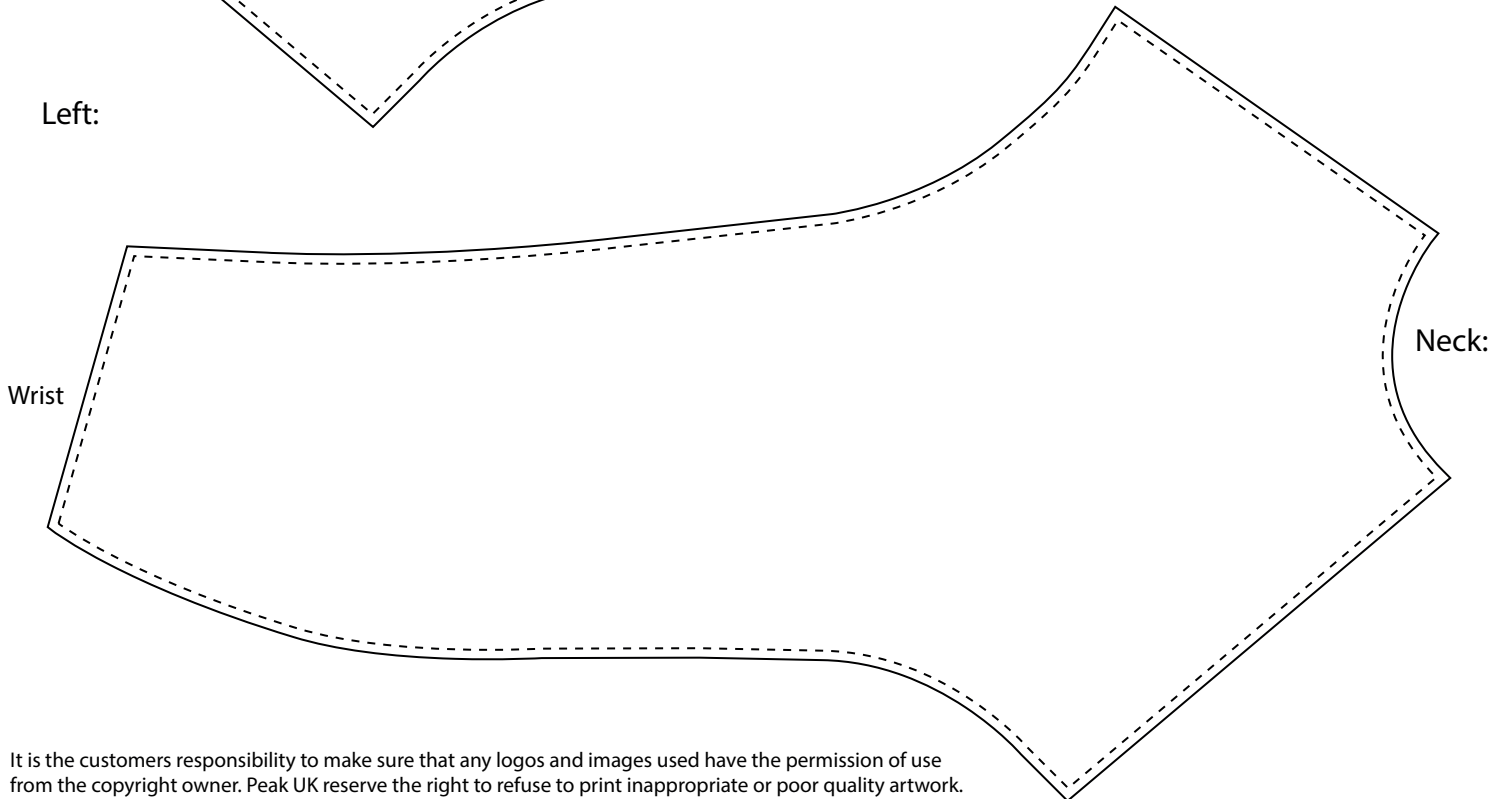 Left:
Neck:
Wrist
It is the customers responsibility to make sure that any logos and images used have the permission of use
from the copyright owner. Peak UK reserve the right to refuse to print inappropriate or poor quality artwork.